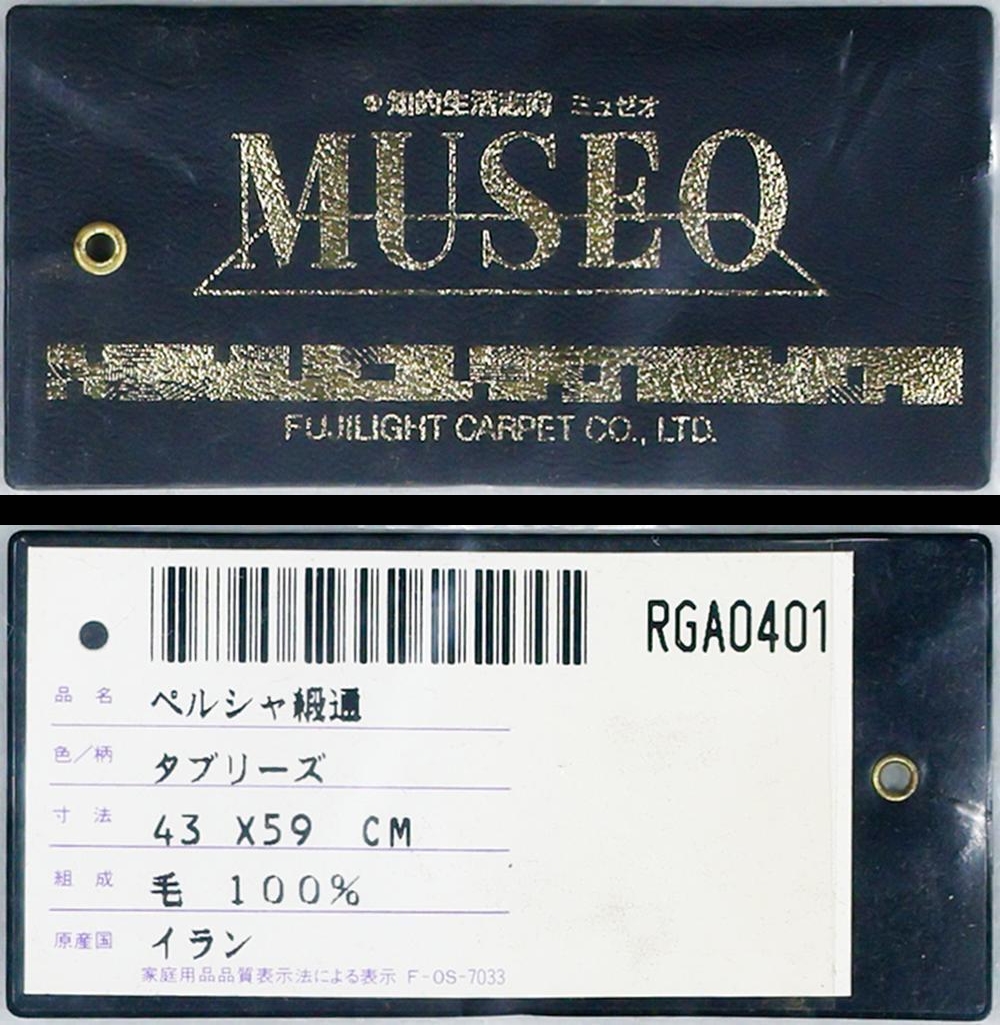 知的生活志向 ミュゼオ
MUSEO
FUJILIGHT CARPET CO., LTD.
RGA0401
品名 ペルシャ緞通
色／柄 タブリーズ
寸法 43 X59 CM
組成 毛 100%
原産国 イラン
家庭用品品質表示法による表示 F-OS-7033